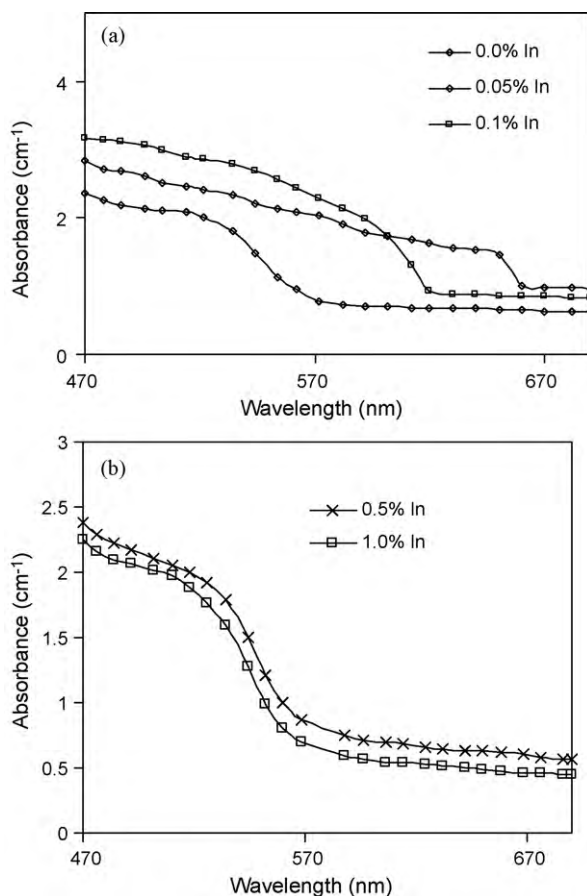 (a)
0.0% In
0.05% In
0.1% In
4
2
0
Absorbance (cm-1)
470 570 670
Wavelength (nm)
(b)
0.5% In
1.0% In
3
2.5
2
1.5
1
0.5
0
Absorbance (cm-1)
470 570 670
Wavelength (nm)